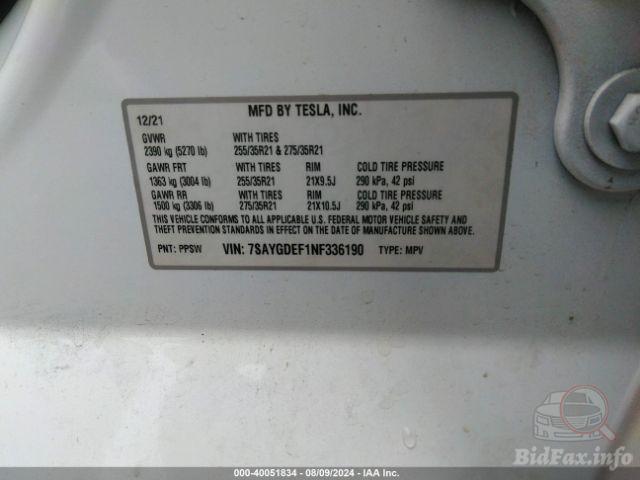 MFD BY TESLA, INC.
12/21
GVWR WITH TIRES
2390 kg (5270 lb) 255/35R21 & 275/35R21
GAWR FRT WITH TIRES RIM COLD TIRE PRESSURE
1363 kg (3004 lb) 255/35R21 21X9.5J 290 kPa, 42 psi
GAWR RR WITH TIRES RIM COLD TIRE PRESSURE
1500 kg (3306 lb) 275/35R21 21X10.5J 290 kPa, 42 psi
THIS VEHICLE CONFORMS TO ALL APPLICABLE U.S. FEDERAL MOTOR VEHICLE SAFETY AND
THEFT PREVENTION STANDARDS IN EFFECT ON THE DATE OF MANUFACTURE SHOWN ABOVE.
PNT: PPSW VIN: 7SAYGDEF1NF336190 TYPE: MPV
BidFax.info
000-40051834 - 08/09/2024 - IAA Inc.